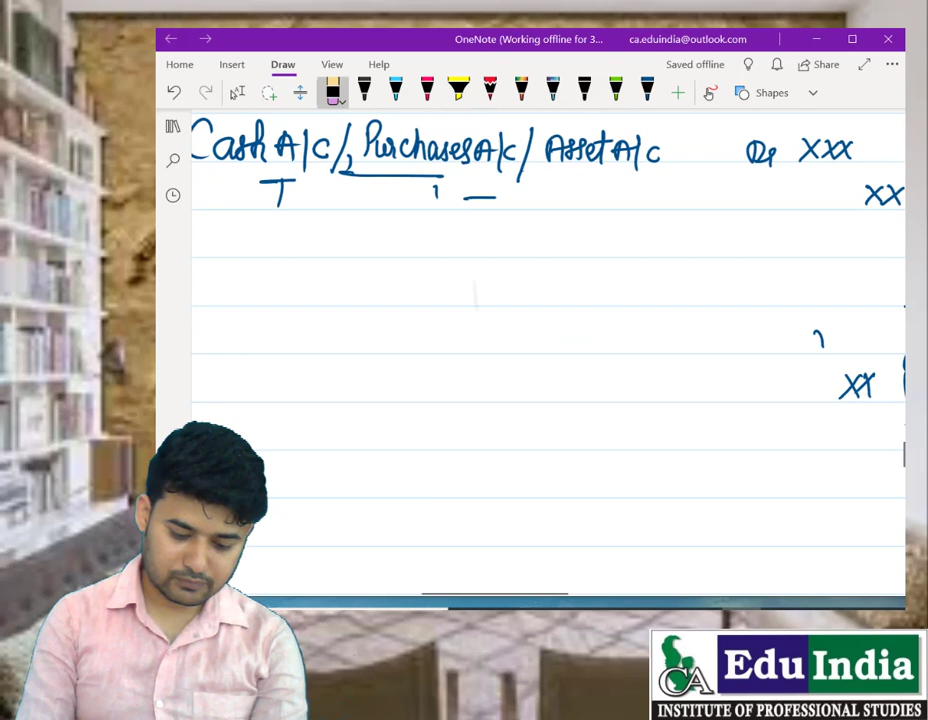 OneNote (Working offline for 3... ca.eduindia@outlook.com
Home Insert Draw View Help Saved offline Share
Shapes
Cash A/c / Purchases A/c / Asset A/c Dr XXX
XX
XX
CA Edu India
INSTITUTE OF PROFESSIONAL STUDIES